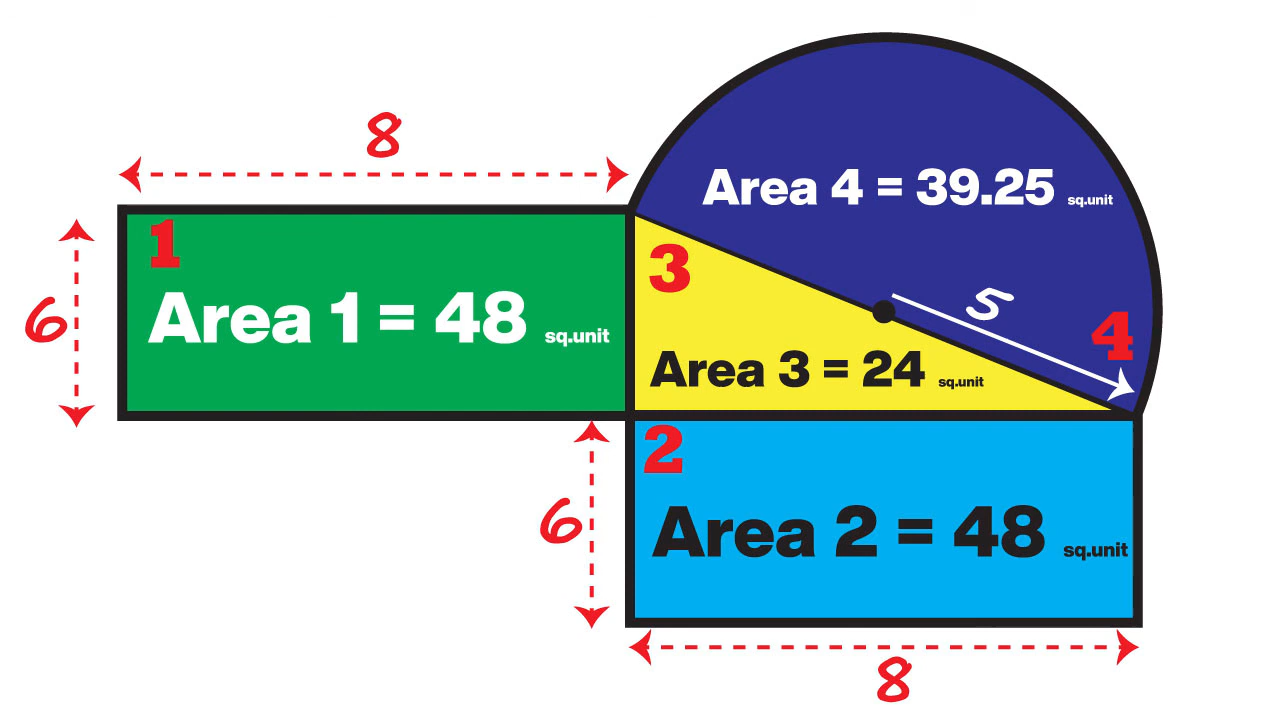 8
Area 4 = 39.25 sq.unit
1
3
6
Area 1 = 48 sq.unit
5
4
Area 3 = 24 sq.unit
2
6
Area 2 = 48 sq.unit
8